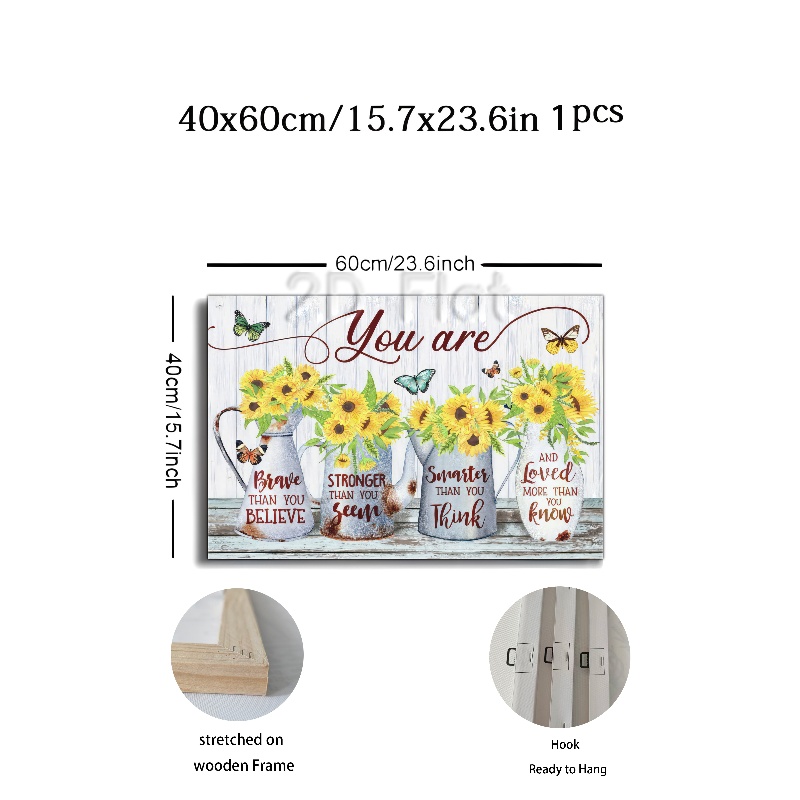 40x60cm/15.7x23.6in 1pcs
60cm/23.6inch
2D Flat
40cm/15.7inch
You are
Brave
THAN YOU
BELIEVE
STRONGER
THAN YOU
Seem
Smarter
THAN YOU
Think
AND
Loved
MORE THAN
YOU
know
stretched on
wooden Frame
Hook
Ready to Hang